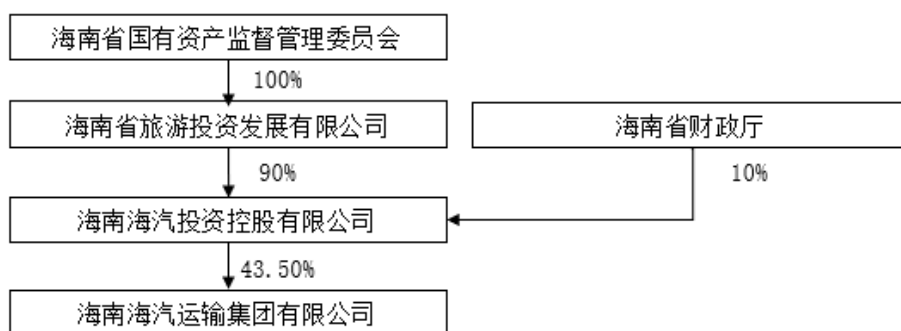 海南省国有资产监督管理委员会
100%
海南省旅游投资发展有限公司
海南省财政厅
90%
10%
海南海汽投资控股有限公司
43.50%
海南海汽运输集团有限公司